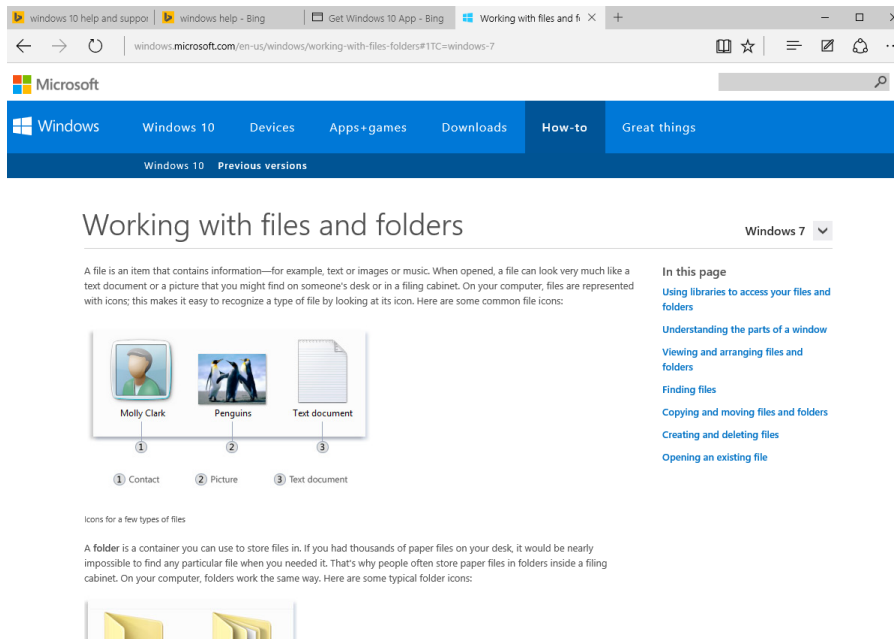 windows 10 help and suppor
windows help - Bing
Get Windows 10 App - Bing
Working with files and f
windows.microsoft.com/en-us/windows/working-with-files-folders#1TC=windows-7
Microsoft
Windows
Windows 10 Devices Apps+games Downloads How-to Great things
Windows 10 Previous versions
Working with files and folders
Windows 7
A file is an item that contains information—for example, text or images or music. When opened, a file can look very much like a
text document or a picture that you might find on someone's desk or in a filing cabinet. On your computer, files are represented
with icons; this makes it easy to recognize a type of file by looking at its icon. Here are some common file icons:
Molly Clark Penguins Text document
1 2 3
1 Contact 2 Picture 3 Text document
Icons for a few types of files
A folder is a container you can use to store files in. If you had thousands of paper files on your desk, it would be nearly
impossible to find any particular file when you needed it. That's why people often store paper files in folders inside a filing
cabinet. On your computer, folders work the same way. Here are some typical folder icons:
In this page
Using libraries to access your files and
folders
Understanding the parts of a window
Viewing and arranging files and
folders
Finding files
Copying and moving files and folders
Creating and deleting files
Opening an existing file